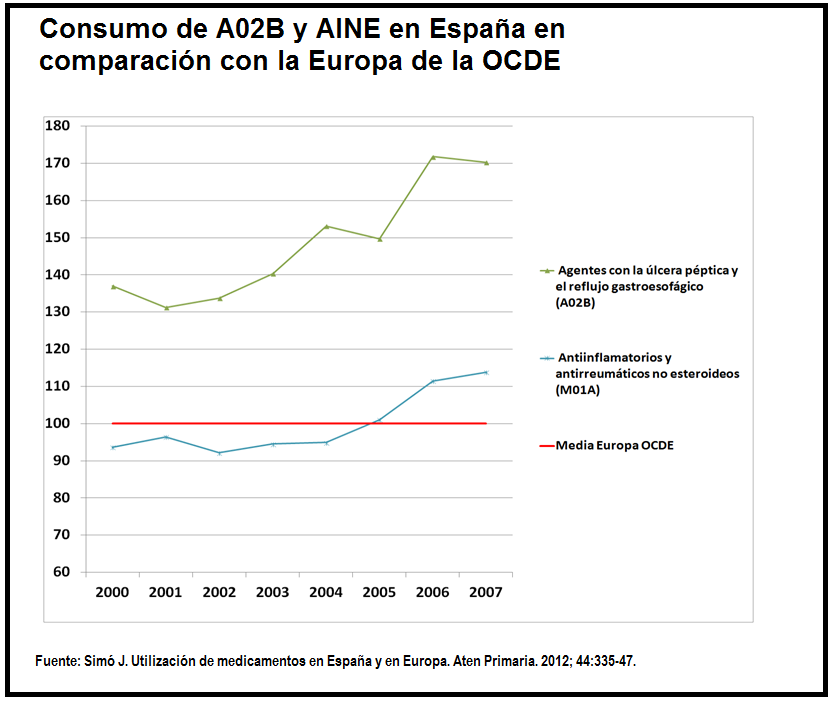 Consumo de A02B y AINE en España en
comparación con la Europa de la OCDE
180
170
160
150
140
130
120
110
100
90
80
70
60
2000 2001 2002 2003 2004 2005 2006 2007
Agentes con la úlcera péptica y
el reflujo gastroesofágico
(A02B)
Antiinflamatorios y
antirreumáticos no esteroideos
(M01A)
Media Europa OCDE
Fuente: Simó J. Utilización de medicamentos en España y en Europa. Aten Primaria. 2012; 44:335-47.